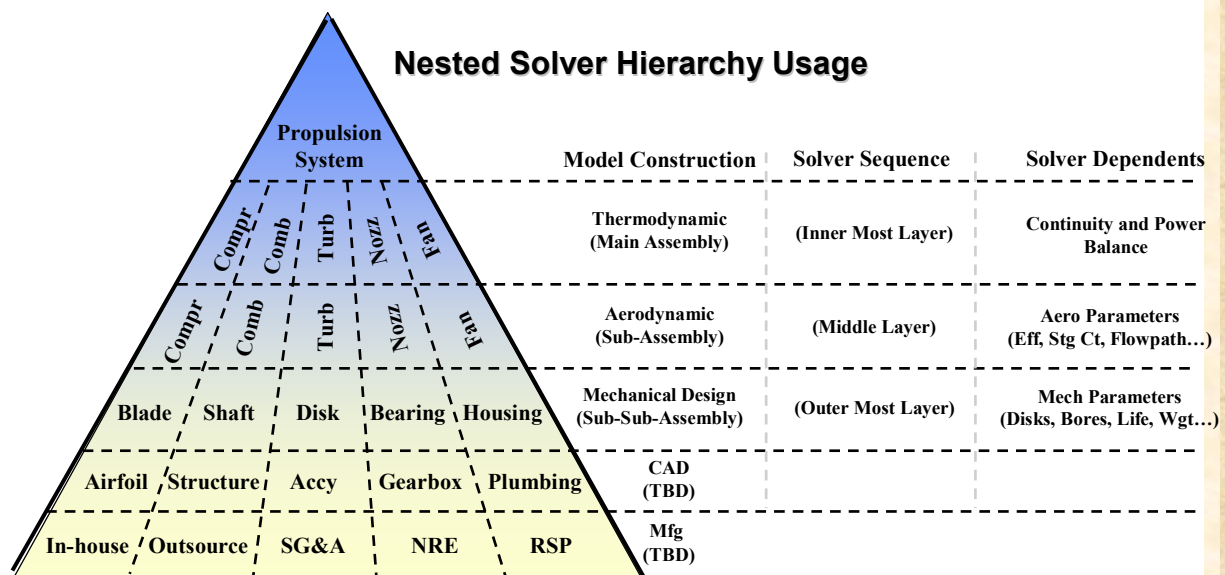 Nested Solver Hierarchy Usage
Propulsion
System
Model Construction
Solver Sequence
Solver Dependents
Compr
Comb
Turb
Nozz
Fan
Thermodynamic
(Main Assembly)
(Inner Most Layer)
Continuity and Power
Balance
Compr
Comb
Turb
Nozz
Fan
Aerodynamic
(Sub-Assembly)
(Middle Layer)
Aero Parameters
(Eff, Stg Ct, Flowpath…)
Blade
Shaft
Disk
Bearing
Housing
Mechanical Design
(Sub-Sub-Assembly)
(Outer Most Layer)
Mech Parameters
(Disks, Bores, Life, Wgt…)
Airfoil
Structure
Accy
Gearbox
Plumbing
CAD
(TBD)
In-house
Outsource
SG&A
NRE
RSP
Mfg
(TBD)